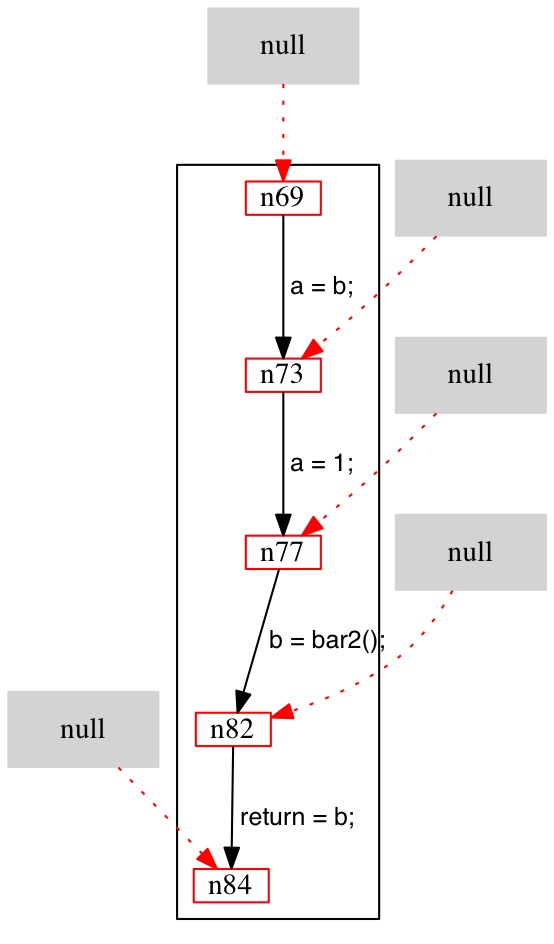 null
n69
null
a = b;
n73
null
a = 1;
n77
null
b = bar2();
n82
null
return = b;
n84